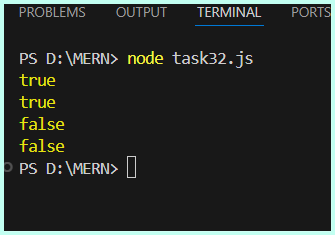 PROBLEMS OUTPUT TERMINAL PORTS
PS D:\MERN> node task32.js
true
true
false
false
PS D:\MERN>